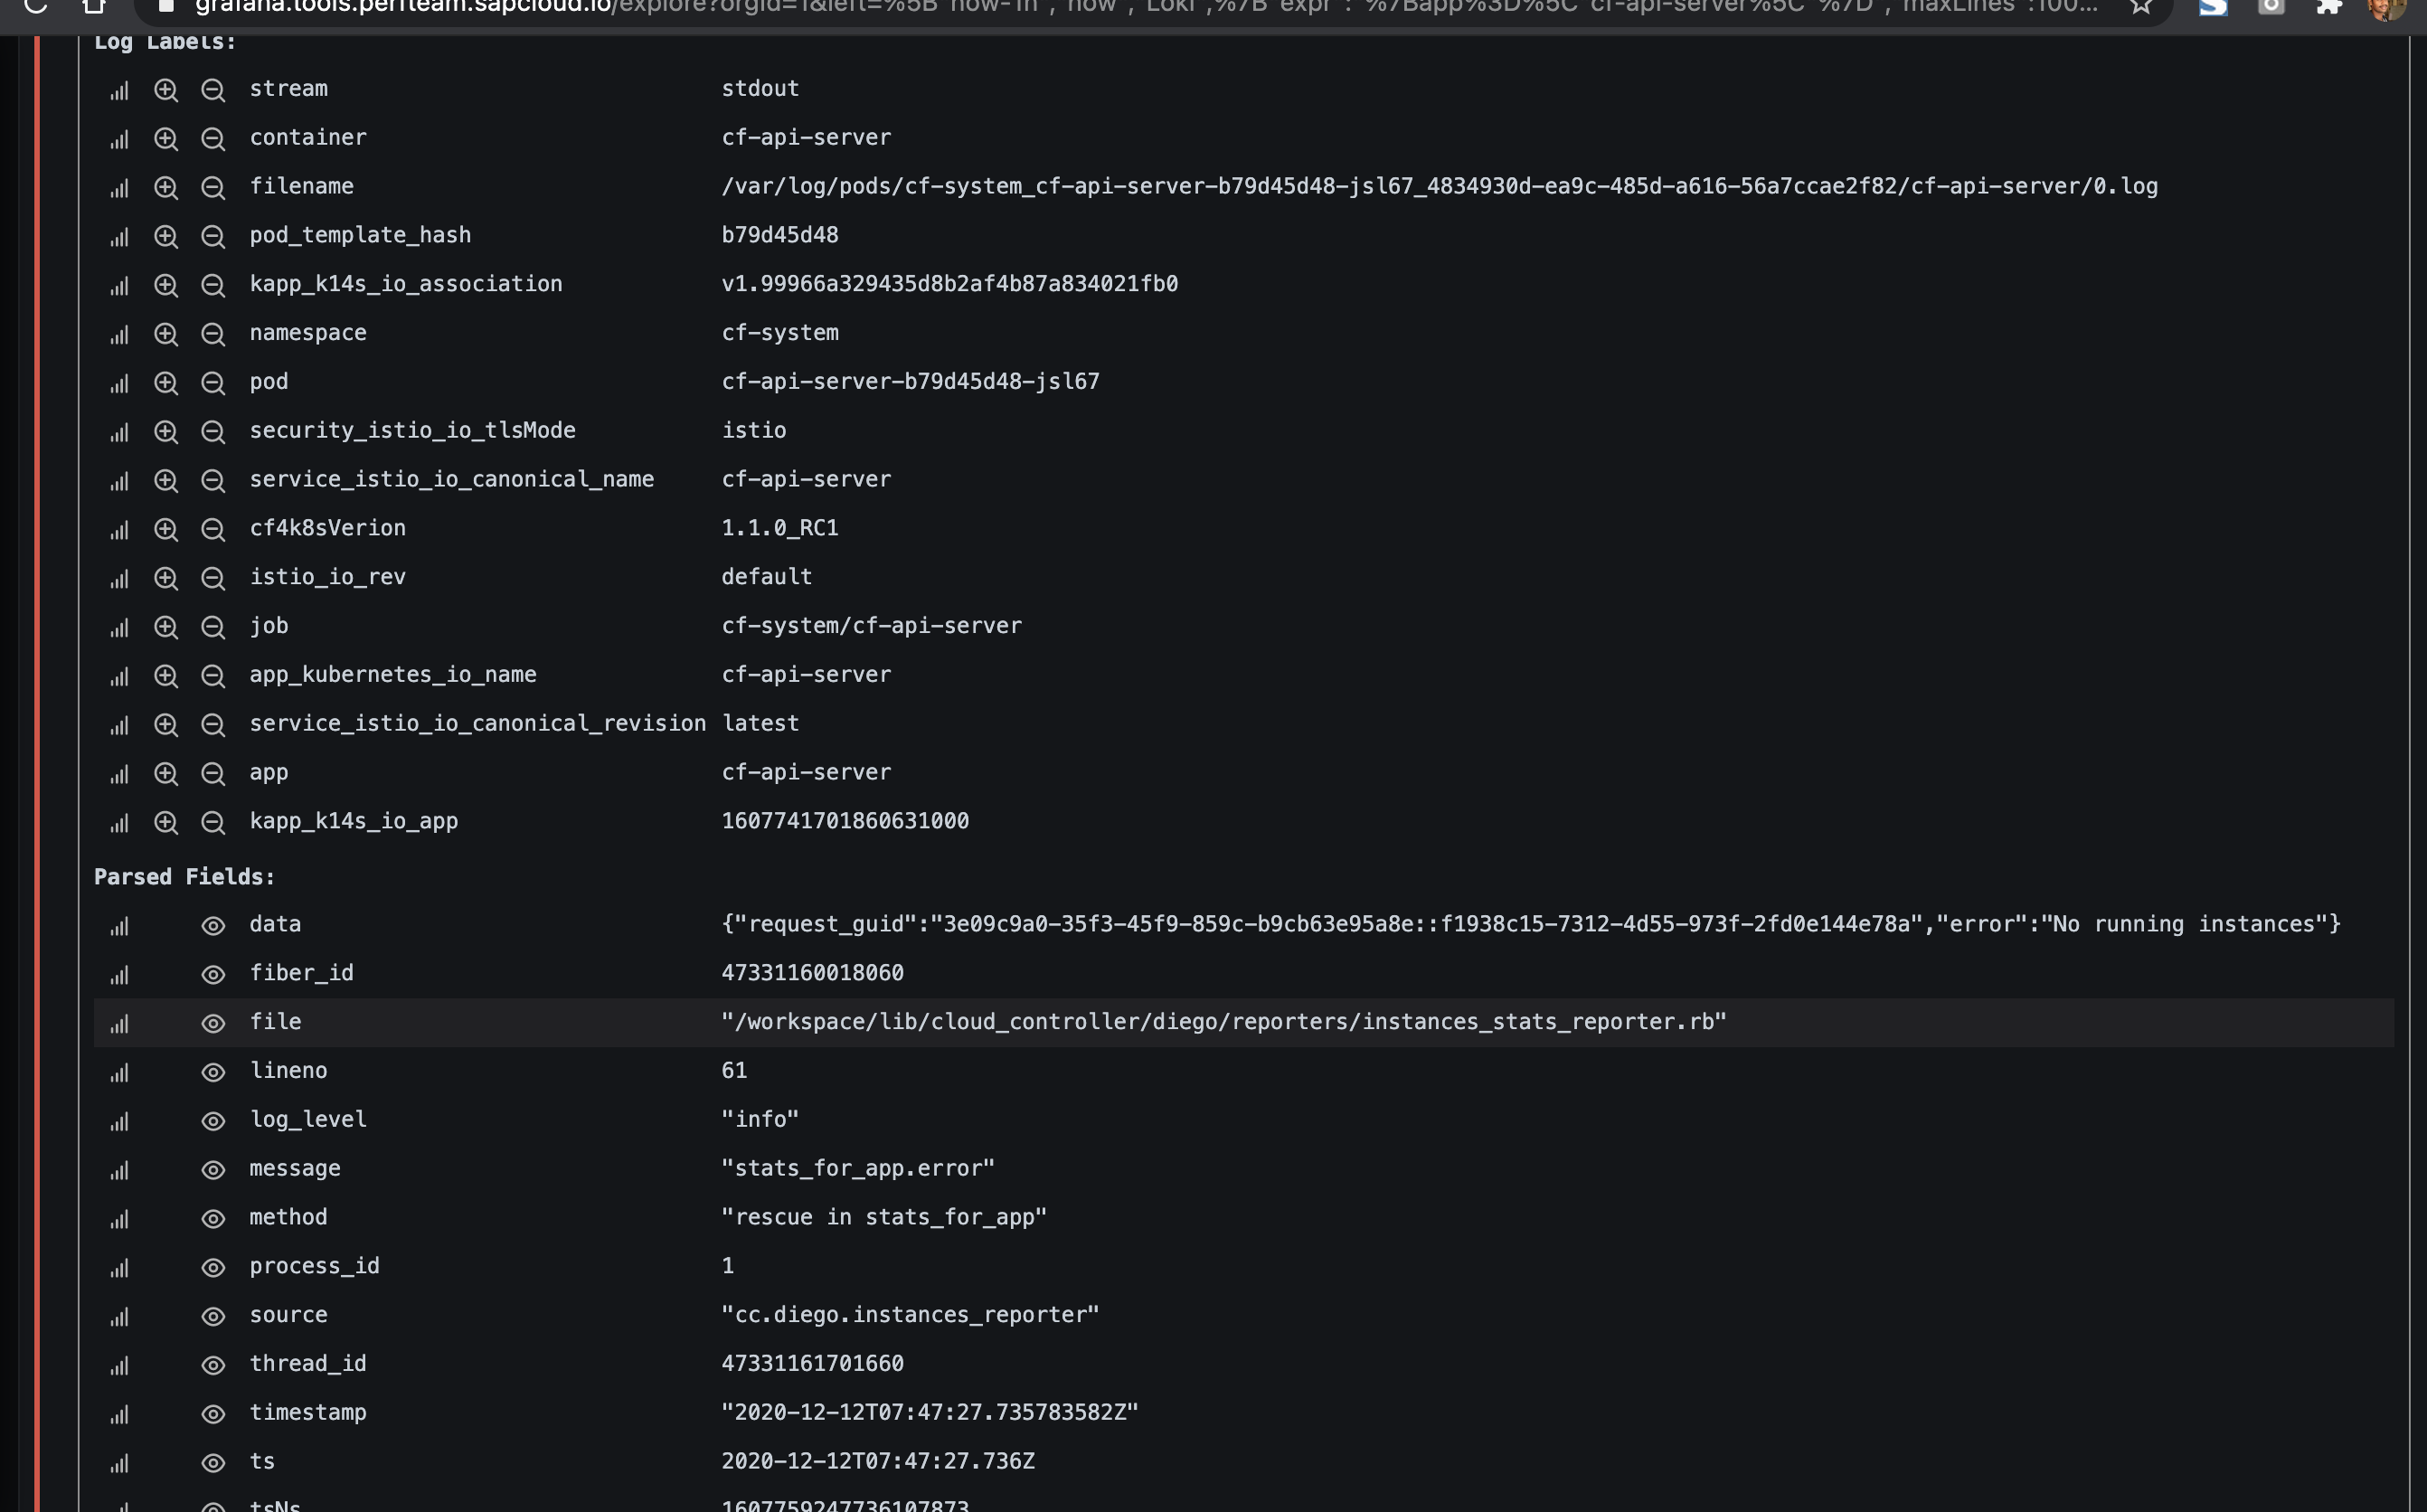 grafana.tools.perfteam.sapcloud.io/explore?orgId=1&left=%5B"now-1h","now","Loki",%7B"expr":"%7Bapp%3D%5C"cf-api-server%5C"%7D","maxLines":100...
Log Labels:
stream stdout
container cf-api-server
filename /var/log/pods/cf-system_cf-api-server-b79d45d48-jsl67_4834930d-ea9c-485d-a616-56a7ccae2f82/cf-api-server/0.log
pod_template_hash b79d45d48
kapp_k14s_io_association v1.99966a329435d8b2af4b87a834021fb0
namespace cf-system
pod cf-api-server-b79d45d48-jsl67
security_istio_io_tlsMode istio
service_istio_io_canonical_name cf-api-server
cf4k8sVerion 1.1.0_RC1
istio_io_rev default
job cf-system/cf-api-server
app_kubernetes_io_name cf-api-server
service_istio_io_canonical_revision latest
app cf-api-server
kapp_k14s_io_app 1607741701860631000
Parsed Fields:
data {"request_guid":"3e09c9a0-35f3-45f9-859c-b9cb63e95a8e::f1938c15-7312-4d55-973f-2fd0e144e78a","error":"No running instances"}
fiber_id 47331160018060
file "/workspace/lib/cloud_controller/diego/reporters/instances_stats_reporter.rb"
lineno 61
log_level "info"
message "stats_for_app.error"
method "rescue in stats_for_app"
process_id 1
source "cc.diego.instances_reporter"
thread_id 47331161701660
timestamp "2020-12-12T07:47:27.735783582Z"
ts 2020-12-12T07:47:27.736Z
tsNs 1607759247736107873